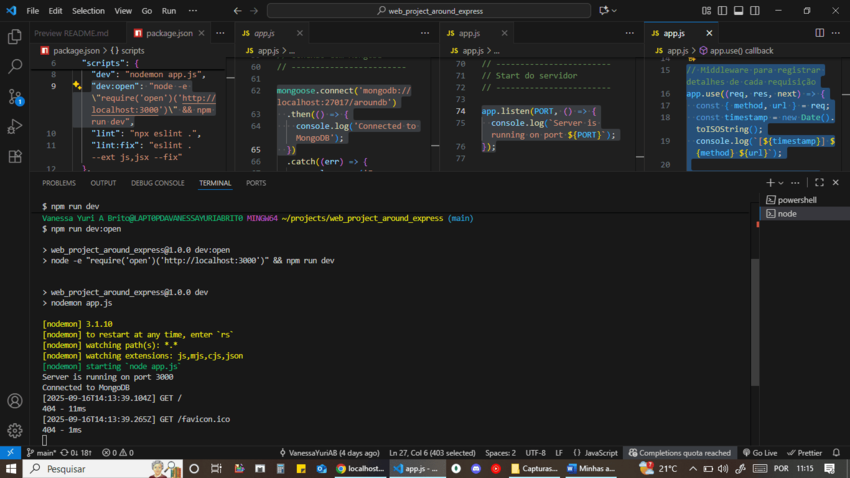 File Edit Selection View Go Run ···
web_project_around_express
Preview README.md
package.json
···
app.js
···
app.js
···
app.js
package.json > {} scripts
app.js > ...
app.js > ...
app.js > app.use() callback
6 "scripts": {
8 "dev": "nodemon app.js",
9 "dev:open": "node -e
\"require('open')('http://
localhost:3000')\" && npm
run dev",
10 "lint": "npx eslint .",
11 "lint:fix": "eslint .
--ext js,jsx --fix"
12 },
60 // -------------------------
61
62 mongoose.connect('mongodb://
localhost:27017/aroundb')
63 .then(() => {
64 console.log('Connected to
MongoDB');
65 })
66 .catch((err) => {
70 // -------------------------
71 // Start do servidor
72 // -------------------------
73
74 app.listen(PORT, () => {
75 console.log(`Server is
running on port ${PORT}`);
76 });
77
15 // Middleware para registrar
detalhes de cada requisição
16 app.use((req, res, next) => {
17 const { method, url } = req;
18 const timestamp = new Date().
toISOString();
19 console.log(`[${timestamp}] $
{method} ${url}`);
20
PROBLEMS OUTPUT DEBUG CONSOLE TERMINAL PORTS
powershell
node
$ npm run dev
Vanessa Yuri A Brito@LAPTOPDAVANESSAYURIABRITO MINGW64 ~/projects/web_project_around_express (main)
$ npm run dev:open
> web_project_around_express@1.0.0 dev:open
> node -e "require('open')('http://localhost:3000')" && npm run dev
> web_project_around_express@1.0.0 dev
> nodemon app.js
[nodemon] 3.1.10
[nodemon] to restart at any time, enter `rs`
[nodemon] watching path(s): *.*
[nodemon] watching extensions: js,mjs,cjs,json
[nodemon] starting `node app.js`
Server is running on port 3000
Connected to MongoDB
[2025-09-16T14:13:39.104Z] GET /
404 - 11ms
[2025-09-16T14:13:39.265Z] GET /favicon.ico
404 - 1ms
main* 0↓ 18↑ 0 0 VanessaYuriAB (4 days ago) Ln 27, Col 6 (403 selected) Spaces: 2 UTF-8 LF {} JavaScript Completions quota reached Go Live Prettier
Pesquisar localhost... app.js - ... Capturas... Minhas a... 21°C POR 11:15